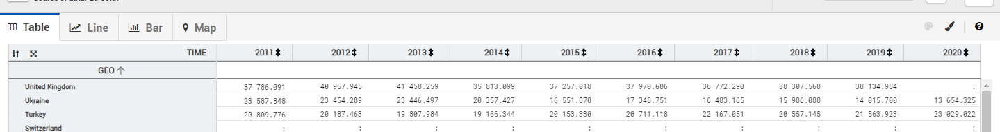 Table Line Bar Map
TIME 2011 2012 2013 2014 2015 2016 2017 2018 2019 2020
GEO
United Kingdom 37 786.091 40 957.945 41 458.259 35 813.099 37 257.018 37 970.686 36 772.290 38 307.568 38 134.984 :
Ukraine 23 587.848 23 454.289 23 446.497 20 357.427 16 551.870 17 348.751 16 483.165 15 986.088 14 015.700 13 654.325
Turkey 20 809.776 20 187.463 19 807.984 19 166.344 20 153.330 20 711.118 22 167.051 20 557.145 21 563.923 23 029.022
Switzerland : : : : : : : : : :